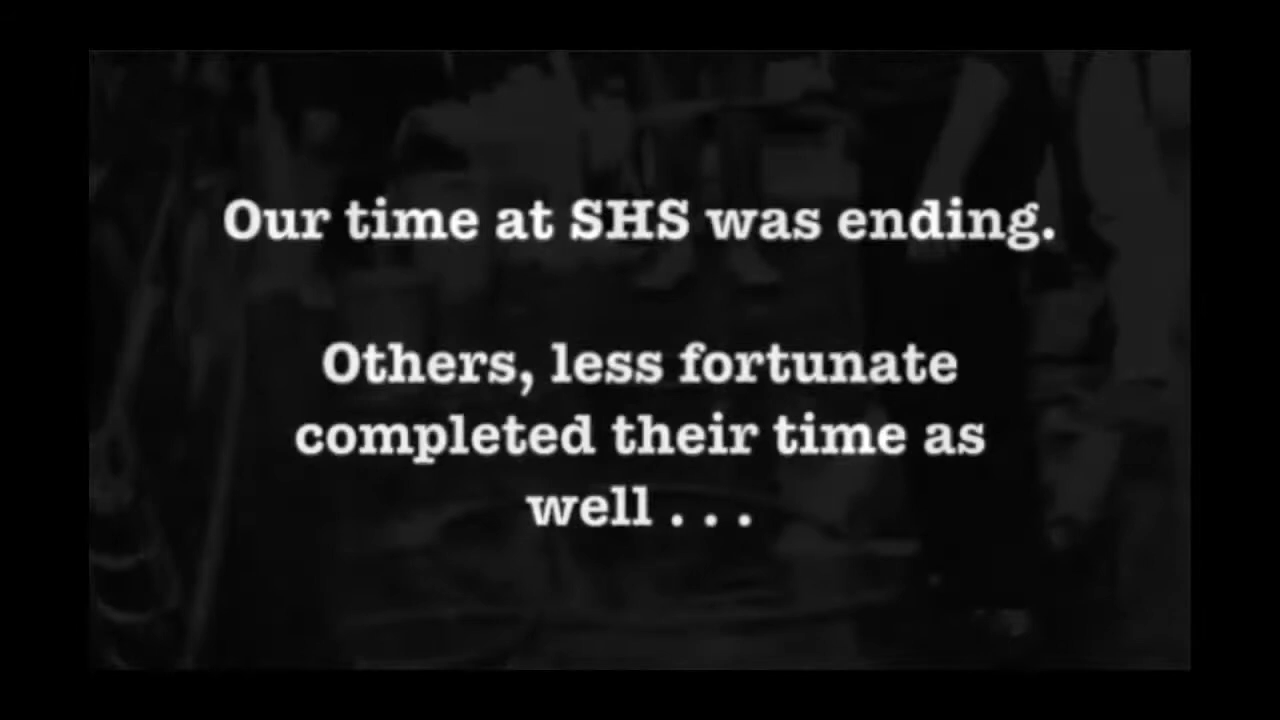 Our time at SHS was ending.
Others, less fortunate
completed their time as
well . . .